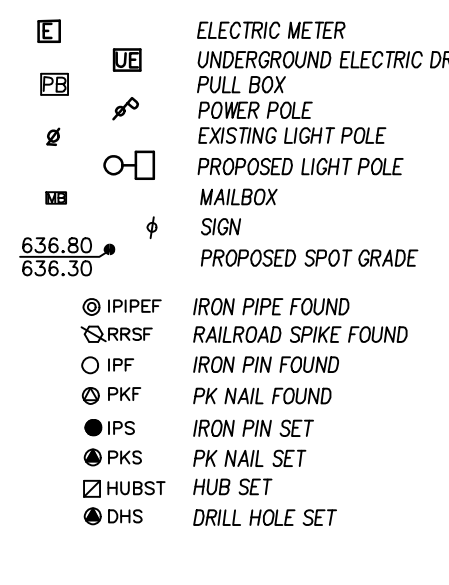 E ELECTRIC METER
UE UNDERGROUND ELECTRIC DR
PB PULL BOX
POWER POLE
EXISTING LIGHT POLE
PROPOSED LIGHT POLE
MB MAILBOX
SIGN
636.80
636.30 PROPOSED SPOT GRADE
IPIPEF IRON PIPE FOUND
RRSF RAILROAD SPIKE FOUND
IPF IRON PIN FOUND
PKF PK NAIL FOUND
IPS IRON PIN SET
PKS PK NAIL SET
HUBST HUB SET
DHS DRILL HOLE SET